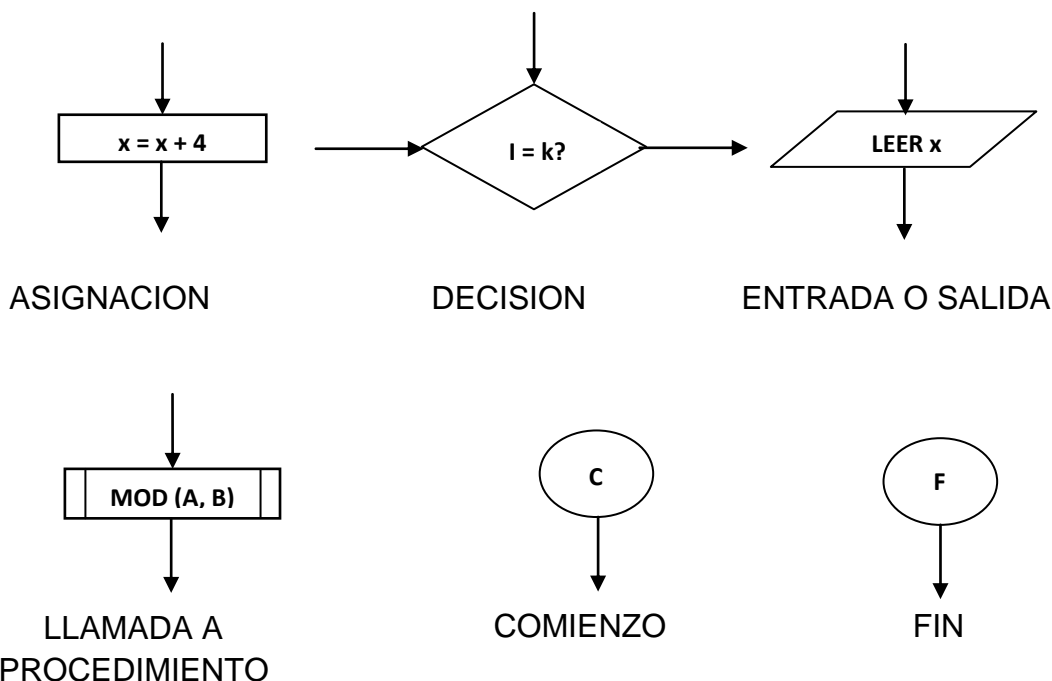 x = x + 4
I = k?
LEER x
ASIGNACION
DECISION
ENTRADA O SALIDA
MOD (A, B)
C
F
LLAMADA A
PROCEDIMIENTO
COMIENZO
FIN